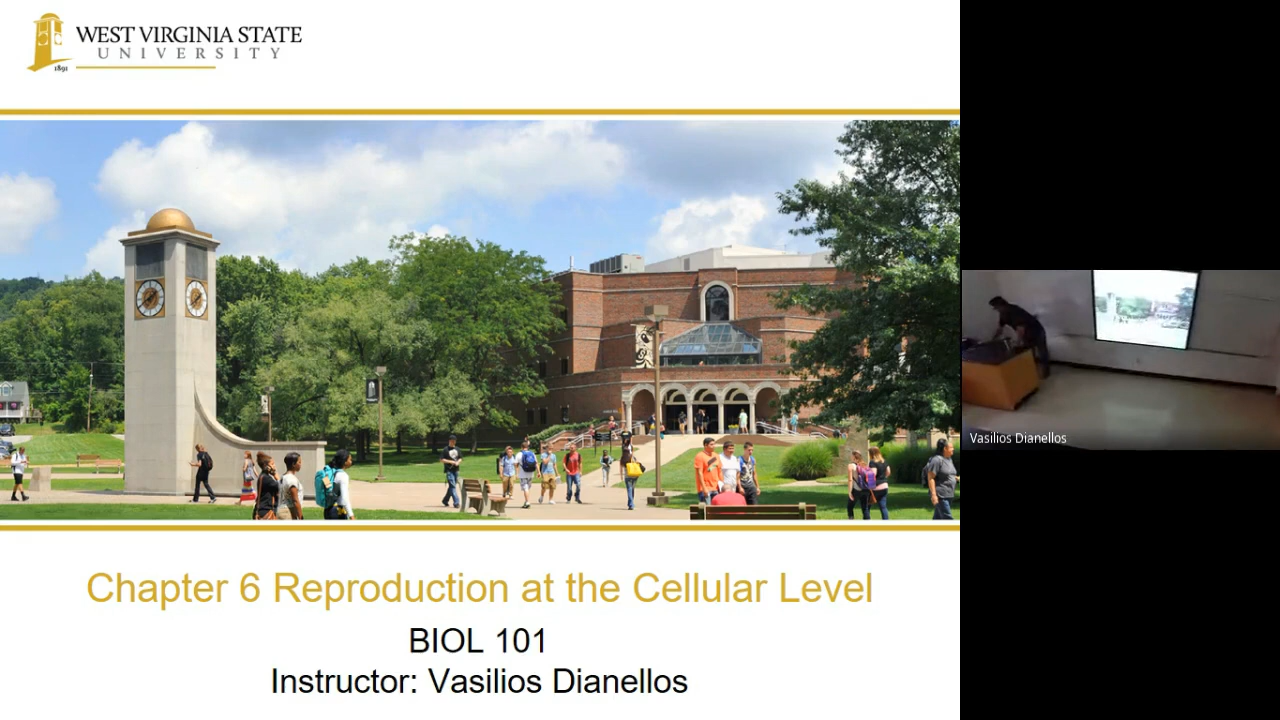 WEST VIRGINIA STATE
UNIVERSITY
1891
Chapter 6 Reproduction at the Cellular Level
BIOL 101
Instructor: Vasilios Dianellos
Vasilios Dianellos